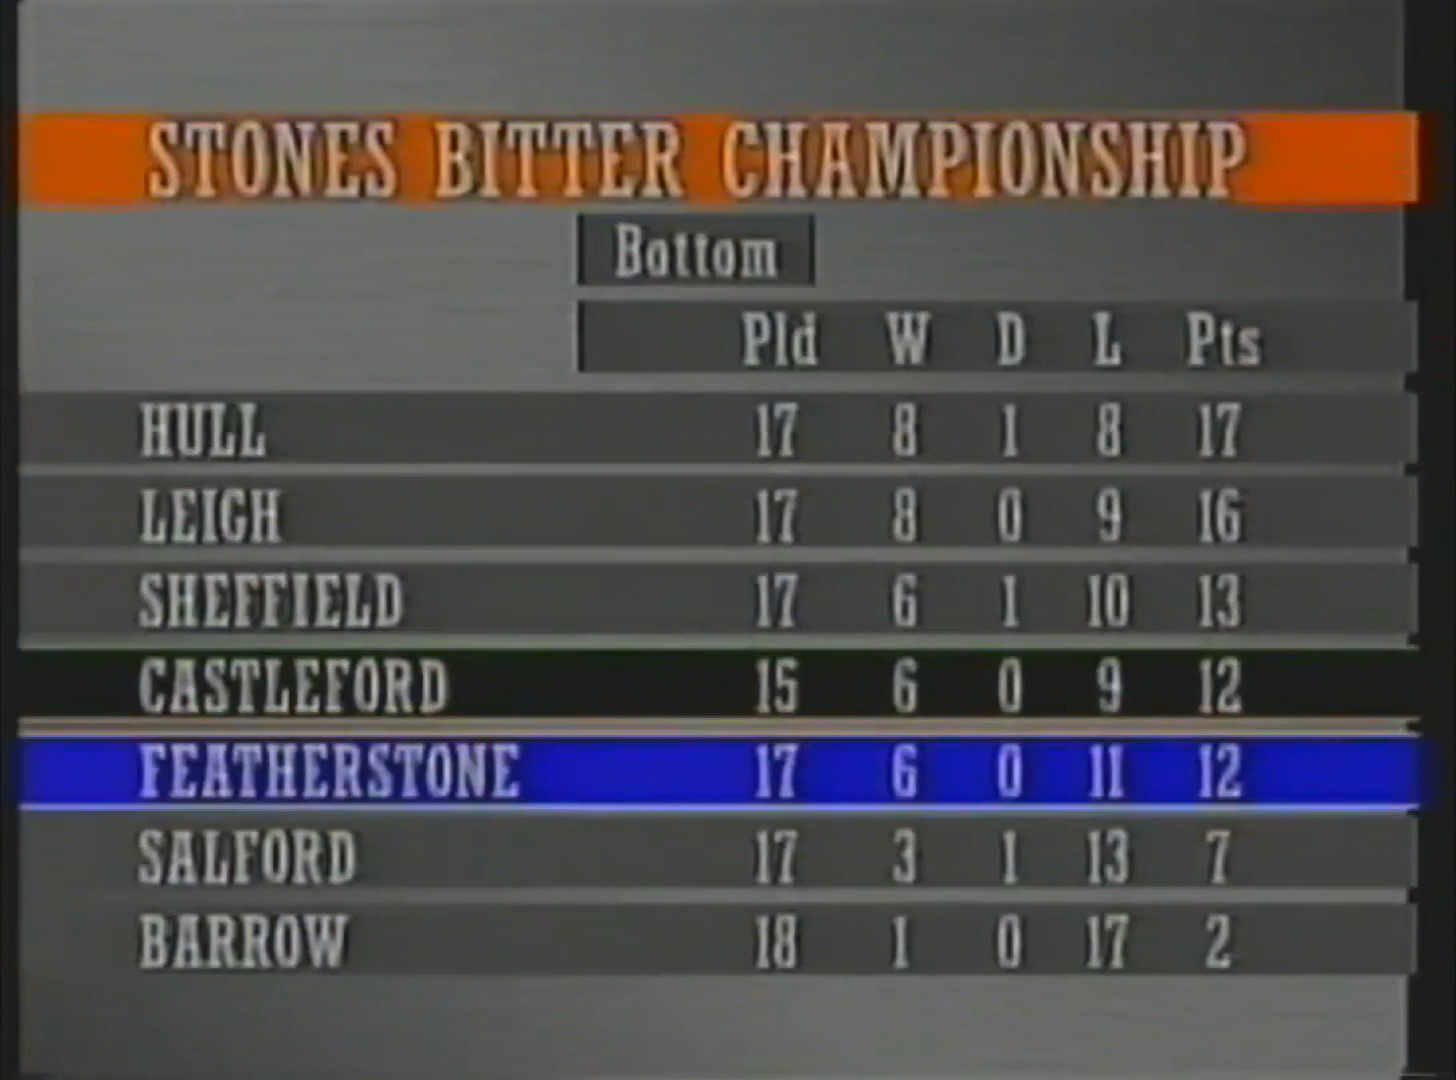 STONES BITTER CHAMPIONSHIP
Bottom
Pld W D L Pts
HULL 17 8 1 8 17
LEIGH 17 8 0 9 16
SHEFFIELD 17 6 1 10 13
CASTLEFORD 15 6 0 9 12
FEATHERSTONE 17 6 0 11 12
SALFORD 17 3 1 13 7
BARROW 18 1 0 17 2